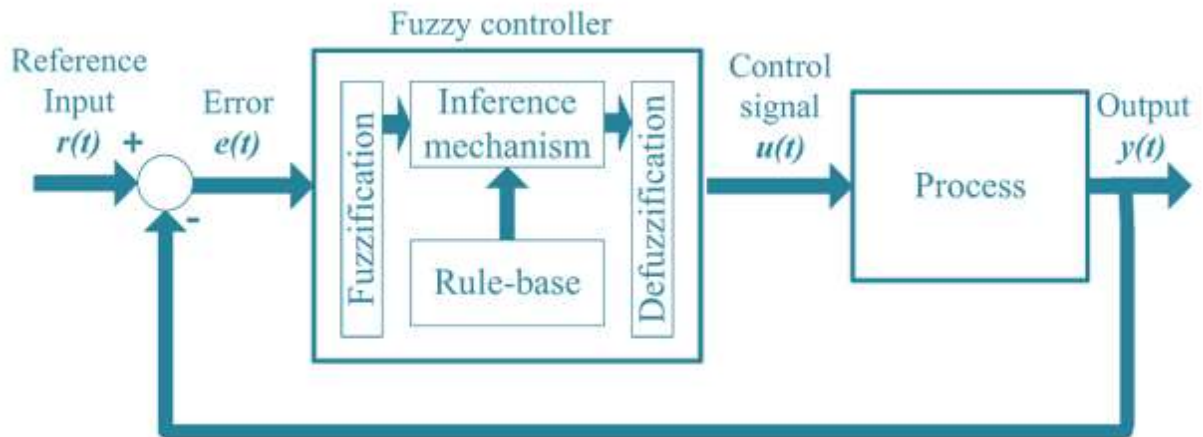 Fuzzy controller
Reference
Input
r(t)
+
-
Error
e(t)
Fuzzification
Inference
mechanism
Rule-base
Defuzzification
Control
signal
u(t)
Process
Output
y(t)